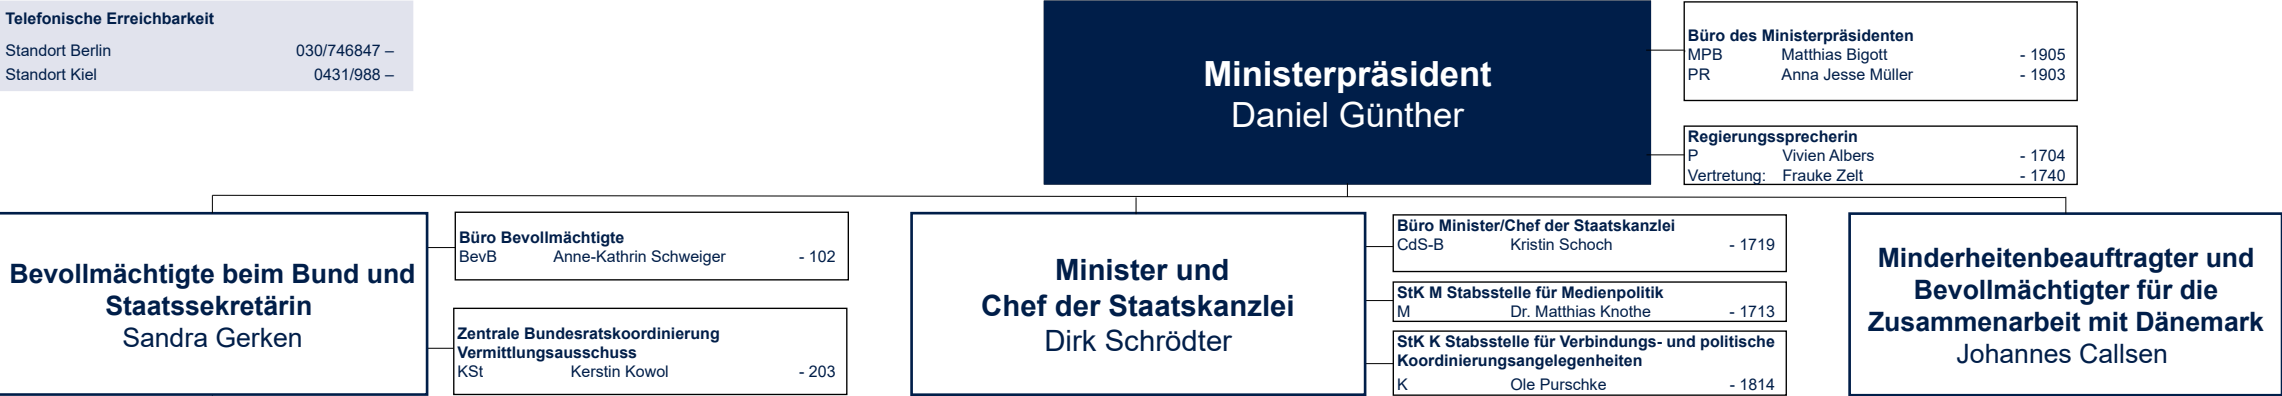 Telefonische Erreichbarkeit
Standort Berlin 030/746847 –
Standort Kiel 0431/988 –
Ministerpräsident
Daniel Günther
Büro des Ministerpräsidenten
MPB Matthias Bigott - 1905
PR Anna Jesse Müller - 1903
Regierungssprecherin
P Vivien Albers - 1704
Vertretung: Frauke Zelt - 1740
Bevollmächtigte beim Bund und
Staatssekretärin
Sandra Gerken
Büro Bevollmächtigte
BevB Anne-Kathrin Schweiger - 102
Zentrale Bundesratskoordinierung
Vermittlungsausschuss
KSt Kerstin Kowol - 203
Minister und
Chef der Staatskanzlei
Dirk Schrödter
Büro Minister/Chef der Staatskanzlei
CdS-B Kristin Schoch - 1719
StK M Stabsstelle für Medienpolitik
M Dr. Matthias Knothe - 1713
StK K Stabsstelle für Verbindungs- und politische
Koordinierungsangelegenheiten
K Ole Purschke - 1814
Minderheitenbeauftragter und
Bevollmächtigter für die
Zusammenarbeit mit Dänemark
Johannes Callsen